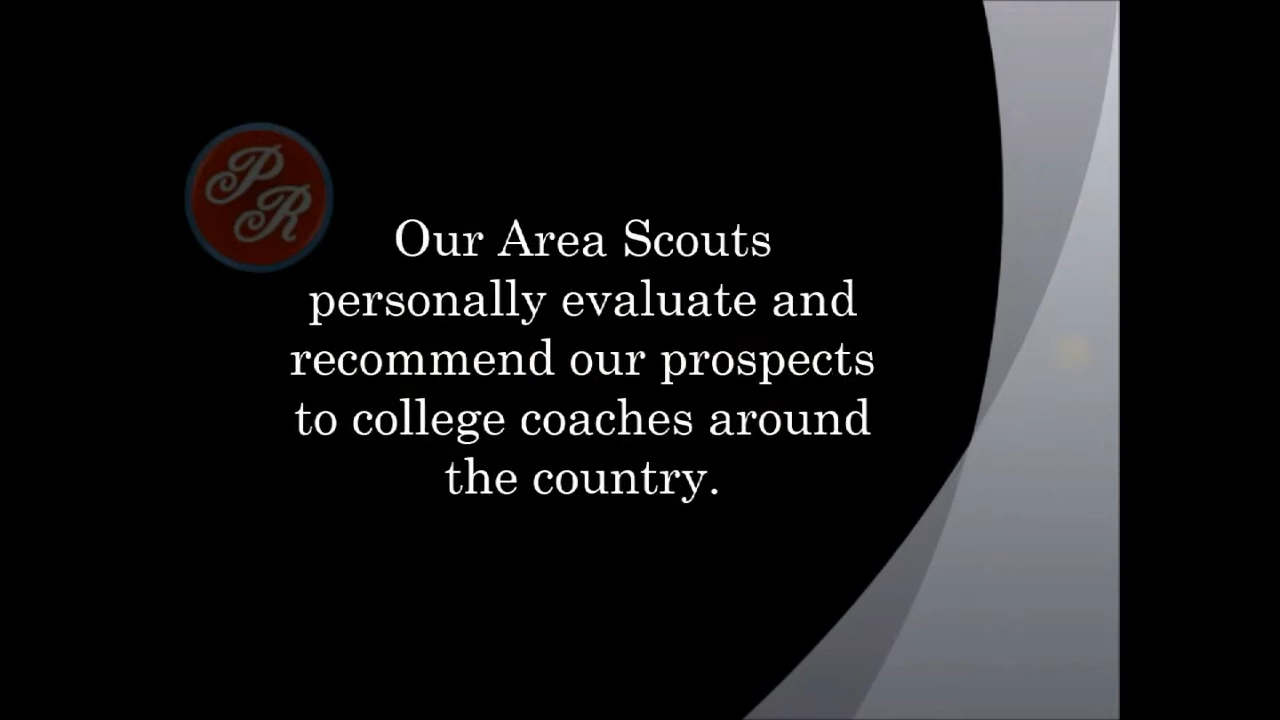 PR
Our Area Scouts
personally evaluate and
recommend our prospects
to college coaches around
the country.